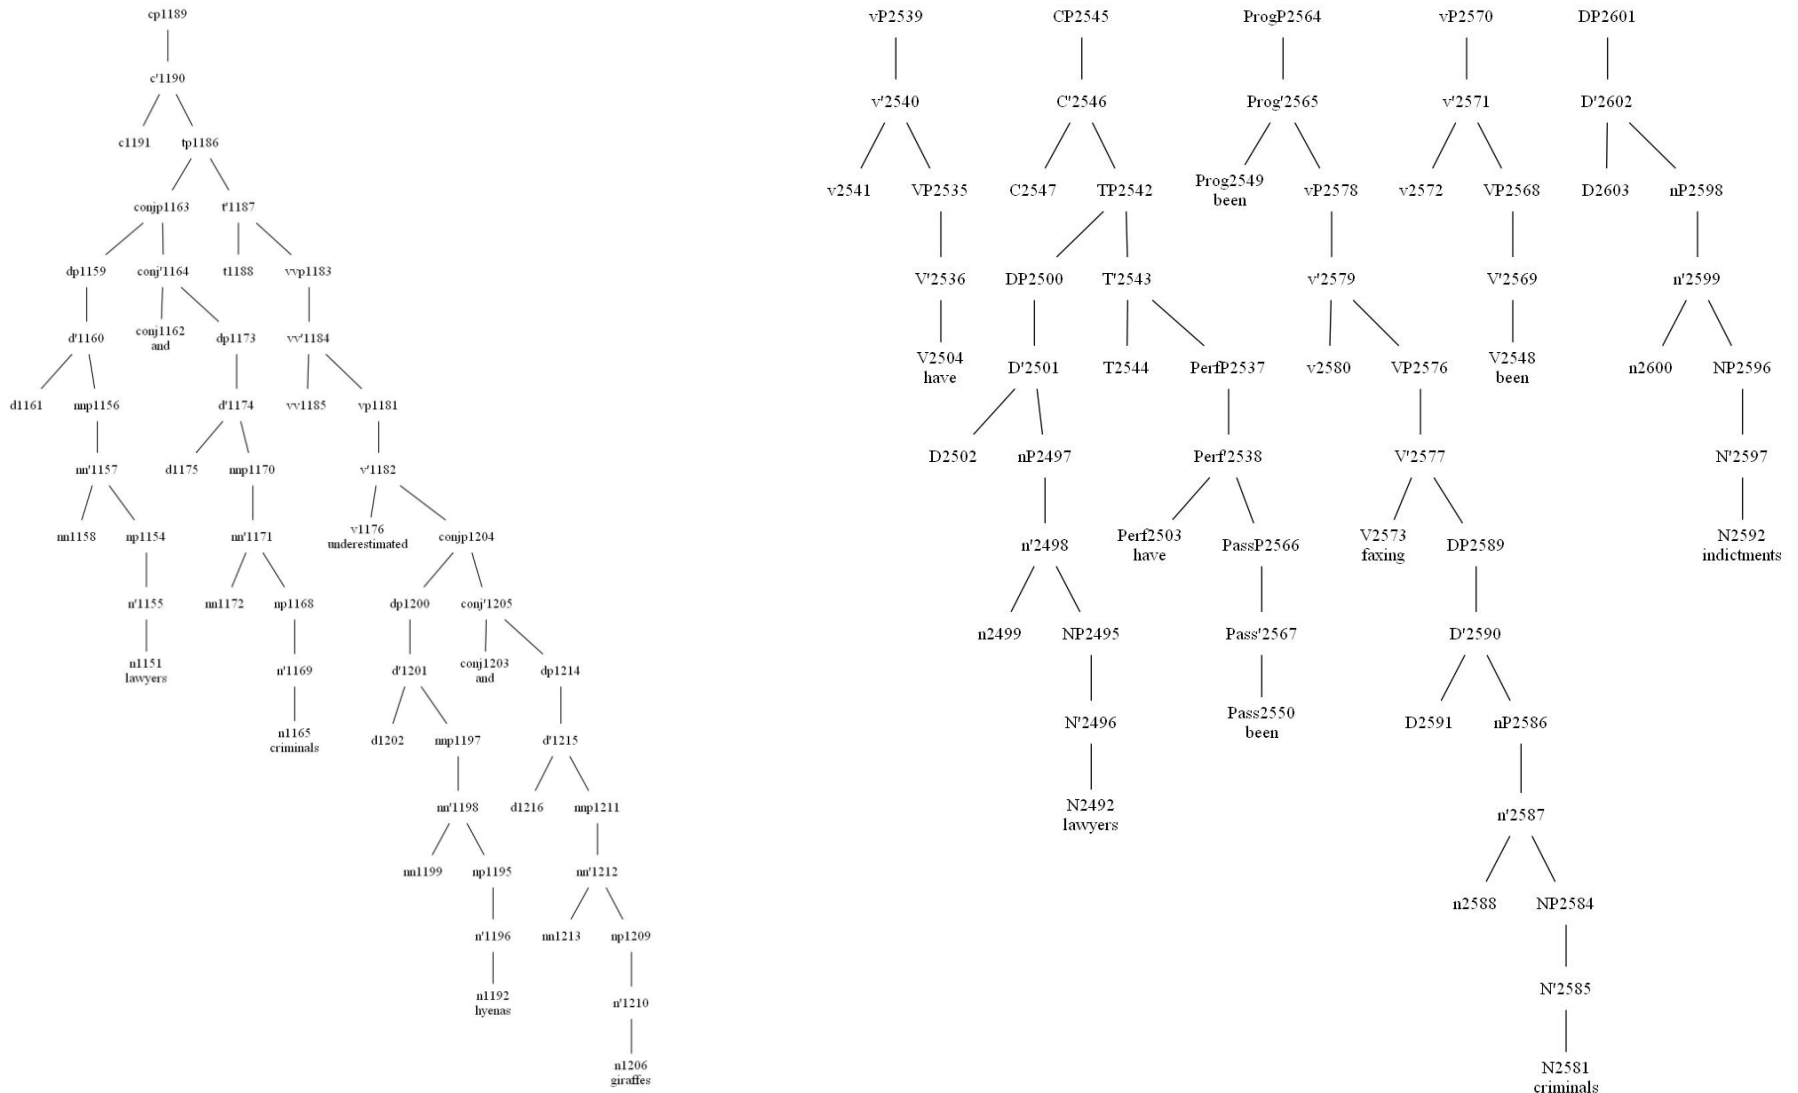 cp1189
c'1190
c1191 tp1186
conjp1163 t'1187
dp1159 conj'1164 t1188 vvp1183
d'1160 conj1162 dp1173 vv'1184
and
d1161 nnp1156 d'1174 vv1185 vp1181
nn'1157 d1175 nnp1170 v'1182
nn1158 np1154 nn'1171 v1176 conjp1204
underestimated
n'1155 nn1172 np1168 dp1200 conj'1205
n1151 n'1169 d'1201 conj1203 dp1214
lawyers and
n1165 d1202 nnp1197 d'1215
criminals
nn'1198 d1216 nnp1211
nn1199 np1195 nn'1212
n'1196 nn1213 np1209
n1192 n'1210
hyenas
n1206
giraffes
vP2539 CP2545 ProgP2564 vP2570 DP2601
v'2540 C'2546 Prog'2565 v'2571 D'2602
v2541 VP2535 C2547 TP2542 Prog2549 vP2578 v2572 VP2568 D2603 nP2598
been
V'2536 DP2500 T'2543 v'2579 V'2569 n'2599
V2504 D'2501 T2544 PerfP2537 v2580 VP2576 V2548 n2600 NP2596
have been
D2502 nP2497 Perf'2538 V'2577 N'2597
n'2498 Perf2503 PassP2566 V2573 DP2589 N2592
have faxing indictments
n2499 NP2495 Pass'2567 D'2590
N'2496 Pass2550 D2591 nP2586
been
N2492 n'2587
lawyers
n2588 NP2584
N'2585
N2581
criminals